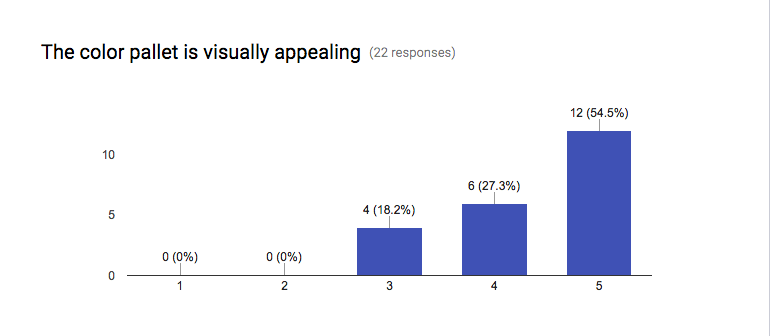 The color pallet is visually appealing (22 responses)
12 (54.5%)
10
6 (27.3%)
4 (18.2%)
5
0 (0%) 0 (0%)
0
1 2 3 4 5